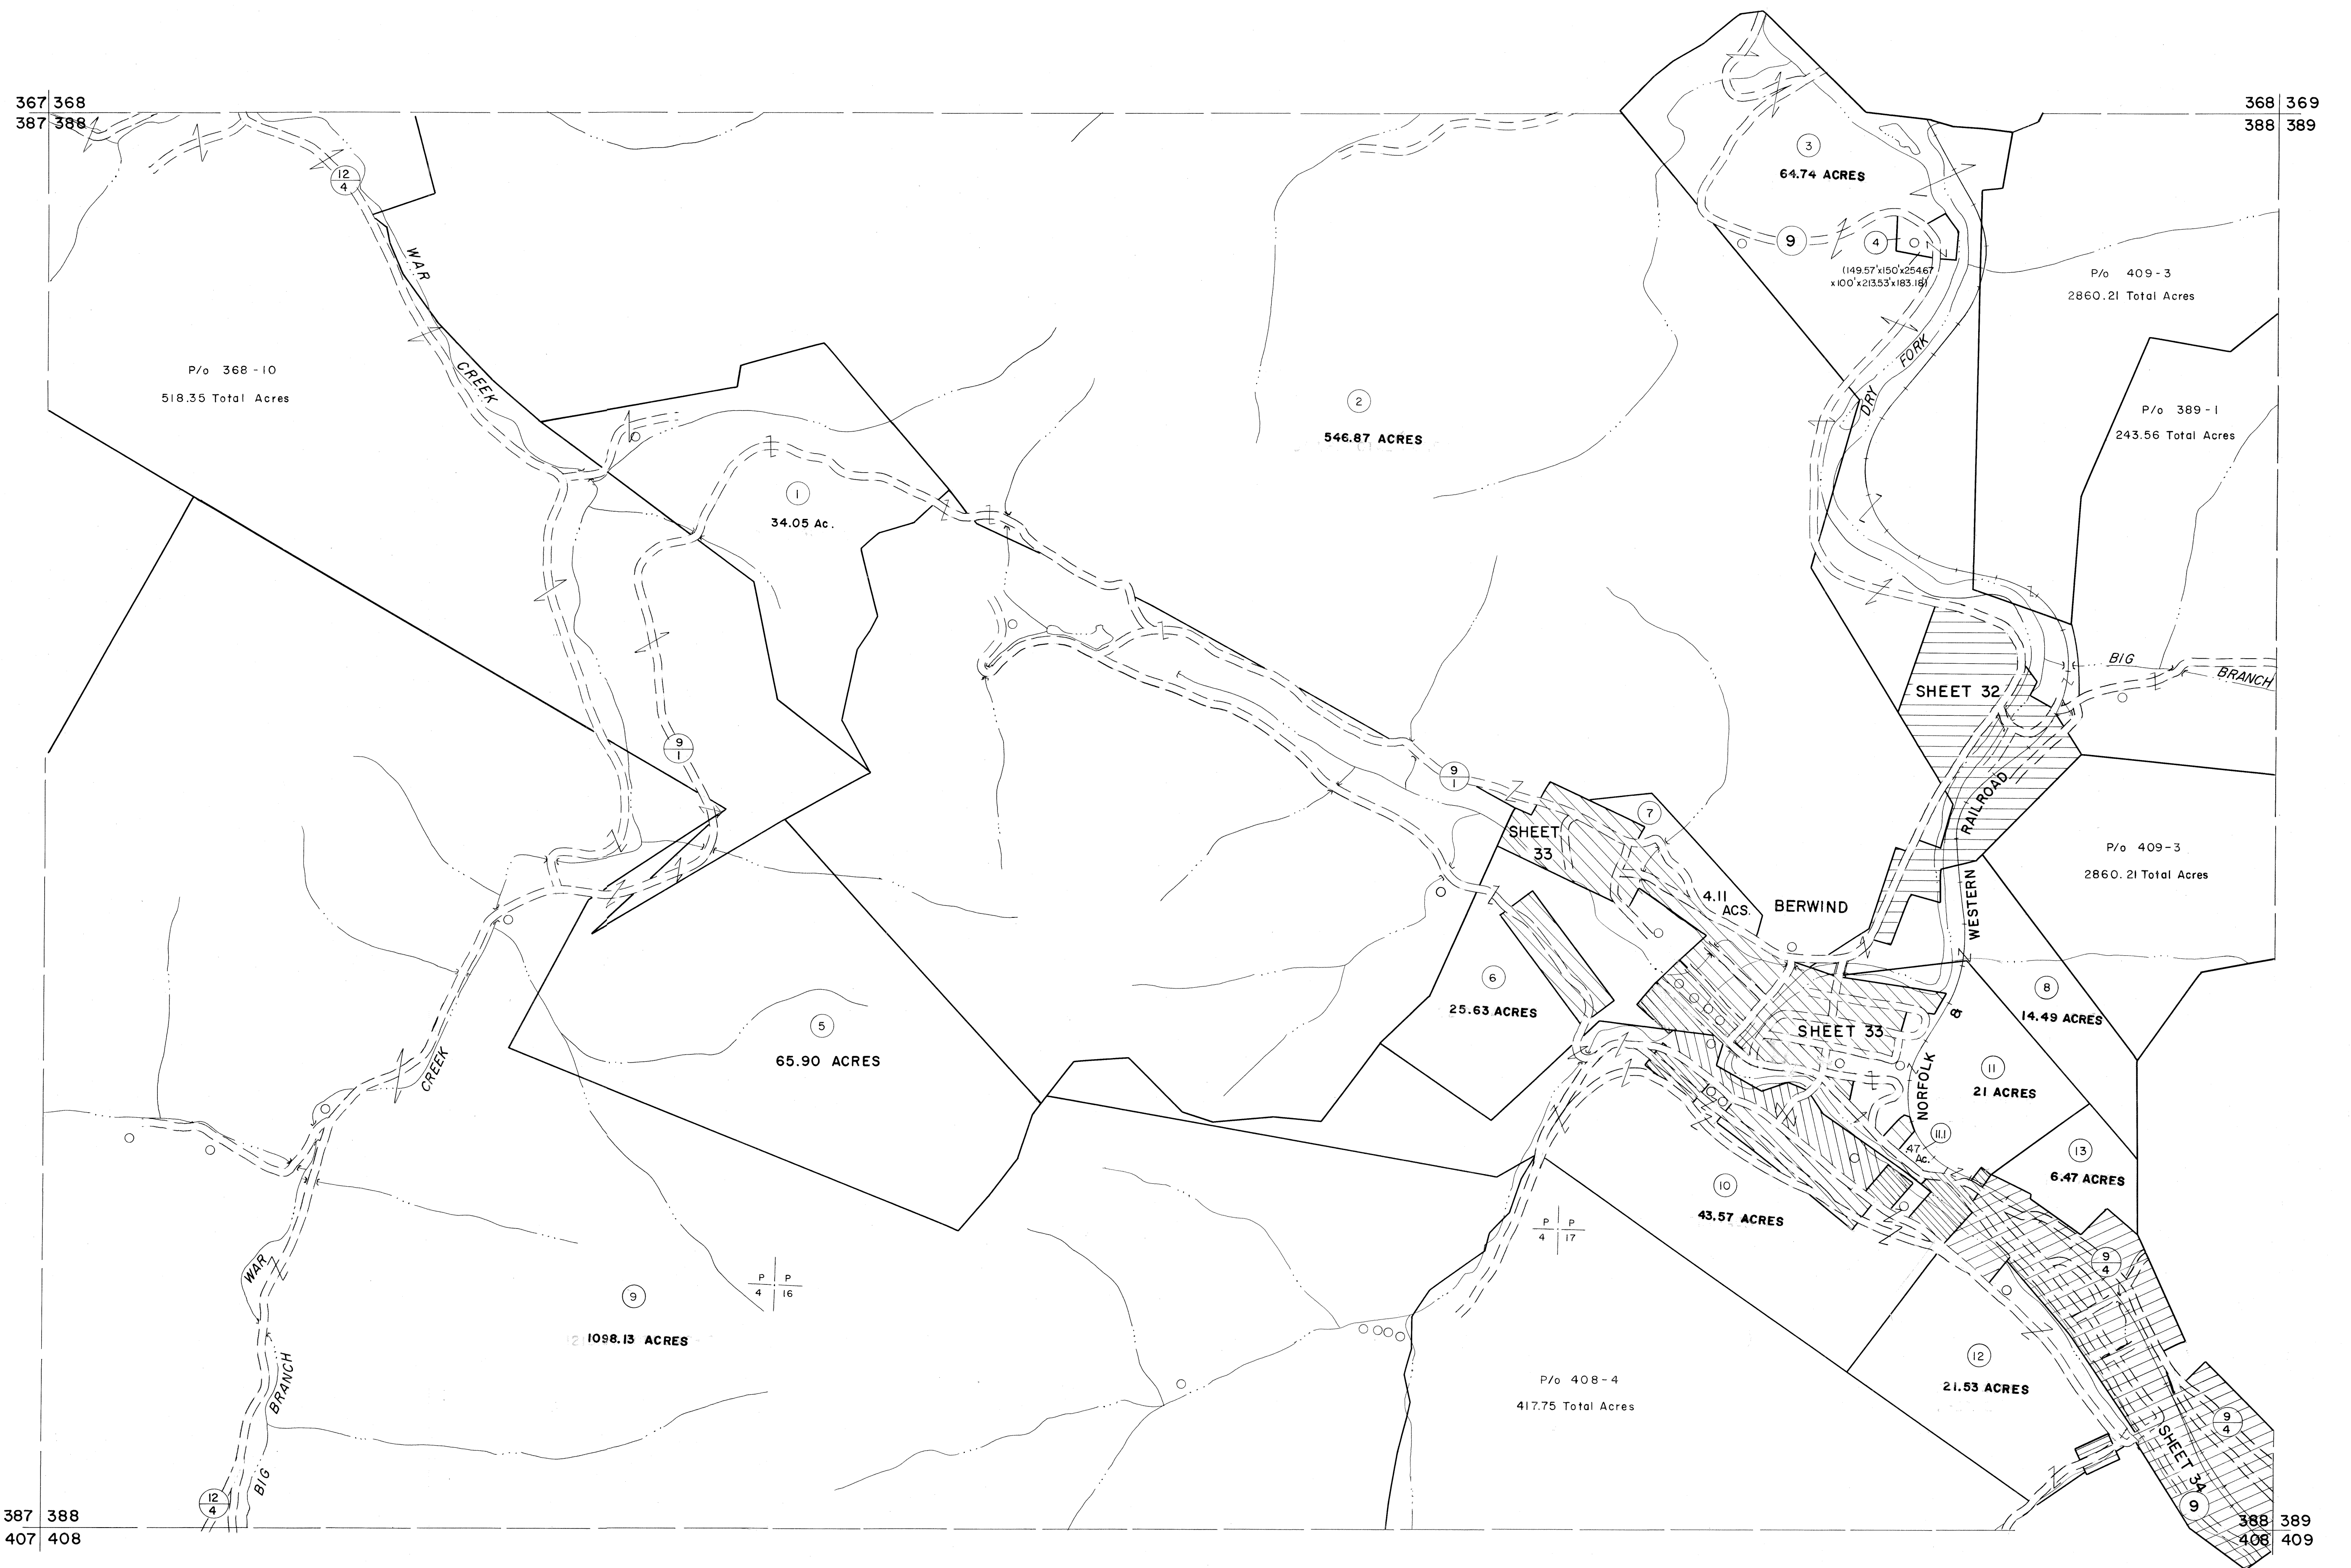 367 368
387 388
368 369
388 389
12
4
WAR
CREEK
3
64.74 ACRES
9
4
(149.57'x150'x254.67'
x100'x213.53'x183.18')
P/o 409-3
2860.21 Total Acres
DRY FORK
P/o 368-10
518.35 Total Acres
2
546.87 ACRES
P/o 389-1
243.56 Total Acres
1
34.05 Ac.
BIG
BRANCH
SHEET 32
9
1
9
1
RAILROAD
7
SHEET
33
P/o 409-3
2860.21 Total Acres
4.11
ACS.
BERWIND
WESTERN
6
25.63 ACRES
8
14.49 ACRES
&
SHEET 33
5
65.90 ACRES
CREEK
NORFOLK
11
21 ACRES
11.1
.47
Ac.
13
6.47 ACRES
10
43.57 ACRES
P P
4 17
WAR
9
4
P P
4 16
9
1098.13 ACRES
12
21.53 ACRES
P/o 408-4
417.75 Total Acres
BRANCH
9
4
SHEET 34
BIG
12
4
9
387 388
407 408
388 389
408 409